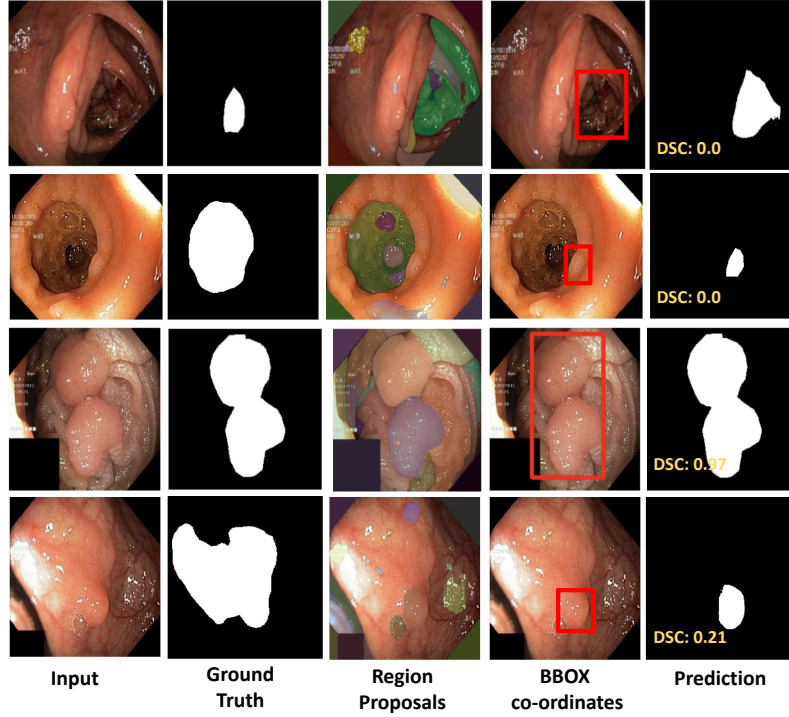 DSC: 0.0
DSC: 0.0
DSC: 0.97
DSC: 0.21
Input
Ground
Truth
Region
Proposals
BBOX
co-ordinates
Prediction